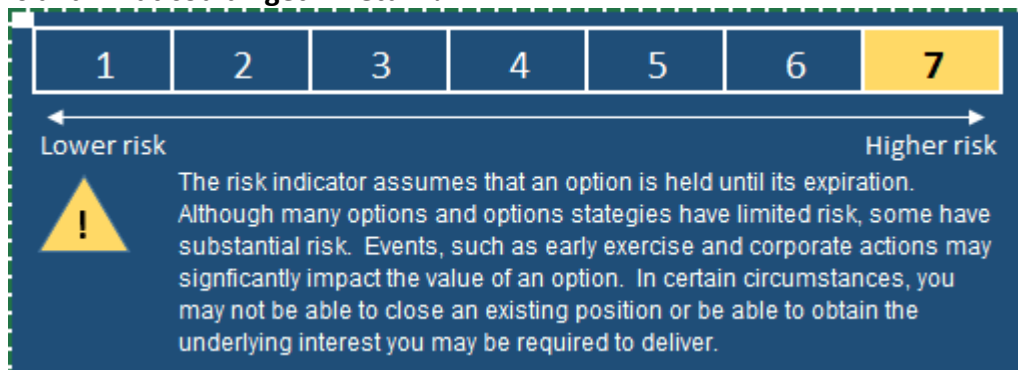 1 2 3 4 5 6 7
Lower risk Higher risk
!
The risk indicator assumes that an option is held until its expiration.
Although many options and options stategies have limited risk, some have
substantial risk. Events, such as early exercise and corporate actions may
signficantly impact the value of an option. In certain circumstances, you
may not be able to close an existing position or be able to obtain the
underlying interest you may be required to deliver.